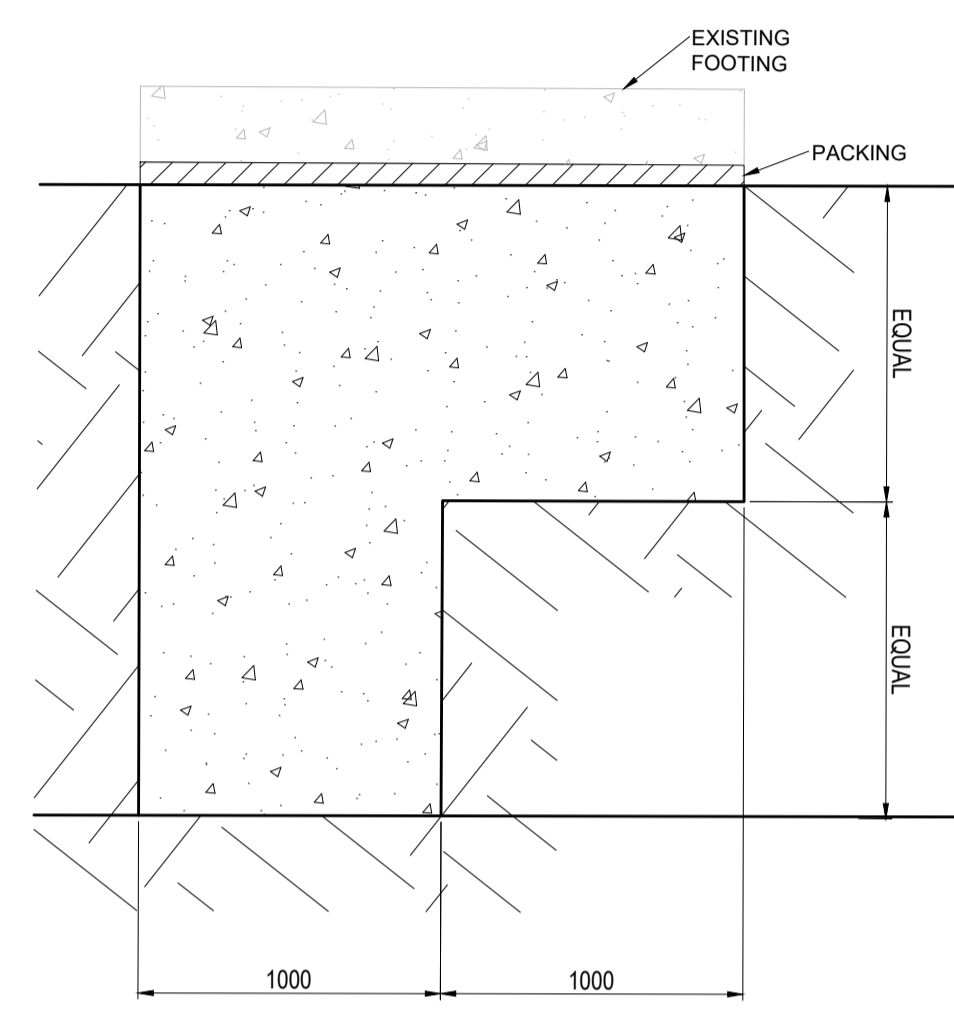 EXISTING
FOOTING
PACKING
EQUAL
EQUAL
1000
1000